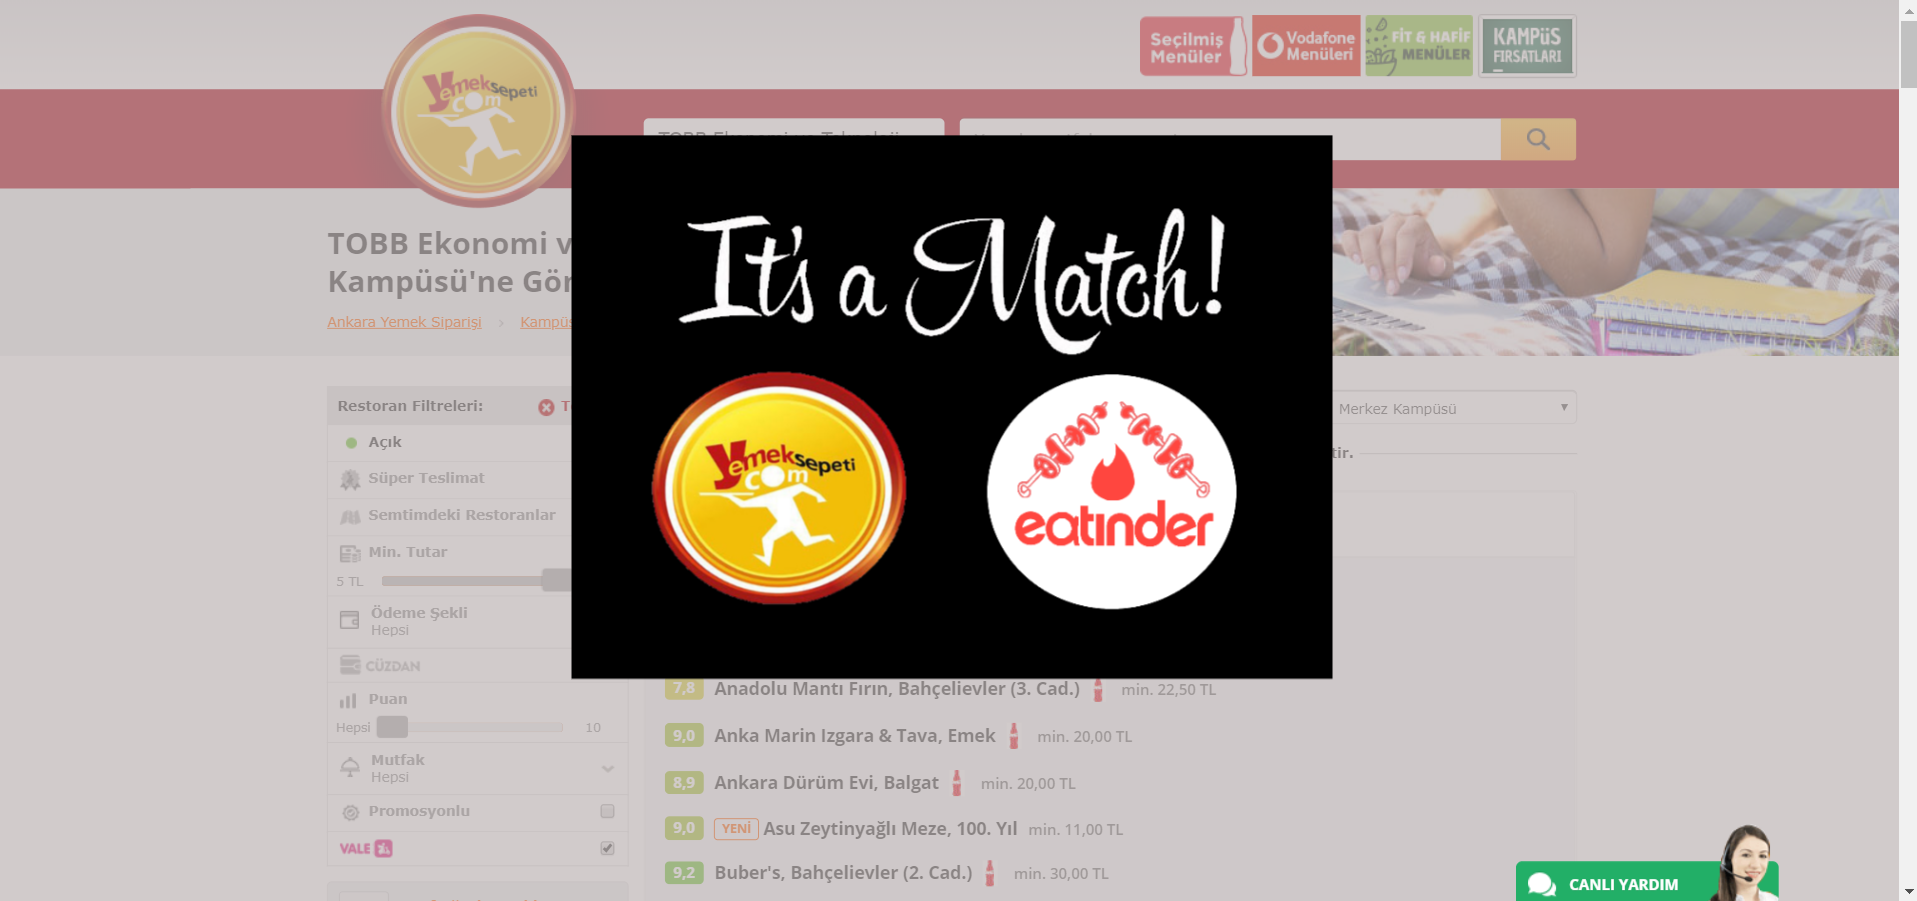 Yemeksepeti
com
Seçilmiş
Menüler
Vodafone
Menüleri
FİT & HAFİF
MENÜLER
KAMPÜS
FIRSATLARI
TOBB Ekonomi
Kampüsü'ne
Ankara Yemek Siparişi
It's a Match!
Yemeksepeti
com
eatinder
Restoran Filtreleri:
Açık
Süper Teslimat
Semtimdeki Restoranlar
Min. Tutar
5 TL
Ödeme Şekli
Hepsi
CÜZDAN
Puan
Hepsi
10
Mutfak
Hepsi
Promosyonlu
VALE
Merkez Kampüsü
tir.
7,8 Anadolu Mantı Fırın, Bahçelievler (3. Cad.) min. 22,50 TL
9,0 Anka Marin Izgara & Tava, Emek min. 20,00 TL
8,9 Ankara Dürüm Evi, Balgat min. 20,00 TL
9,0 YENİ Asu Zeytinyağlı Meze, 100. Yıl min. 11,00 TL
9,2 Buber's, Bahçelievler (2. Cad.) min. 30,00 TL
CANLI YARDIM